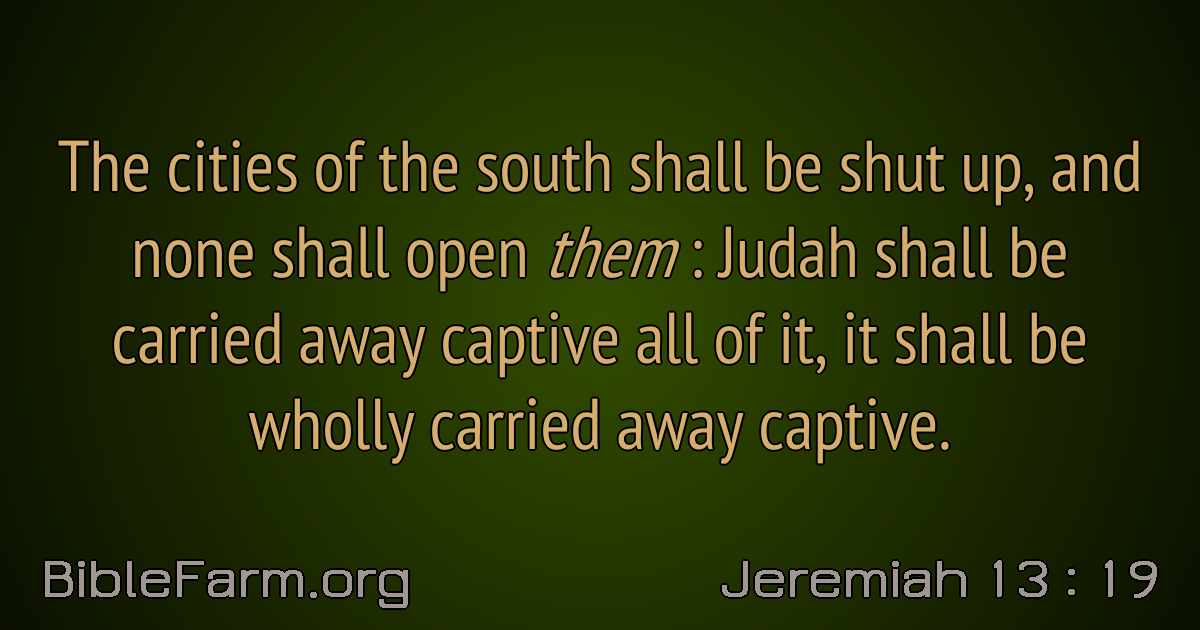 The cities of the south shall be shut up, and
none shall open them : Judah shall be
carried away captive all of it, it shall be
wholly carried away captive.
BibleFarm.org
Jeremiah 13 : 19